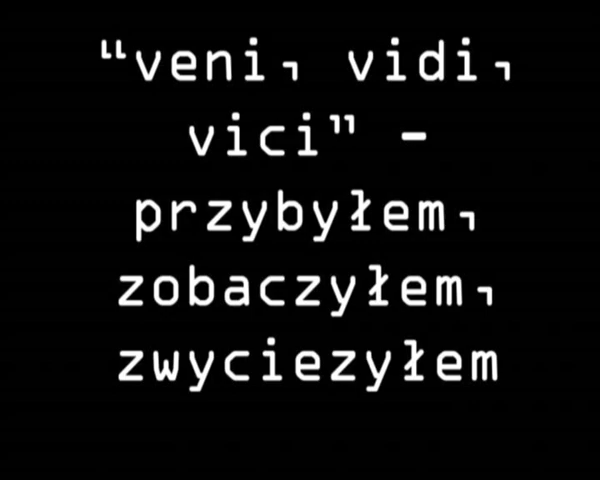 “veni, vidi,
vici” –
przybyłem,
zobaczyłem,
zwyciezyłem